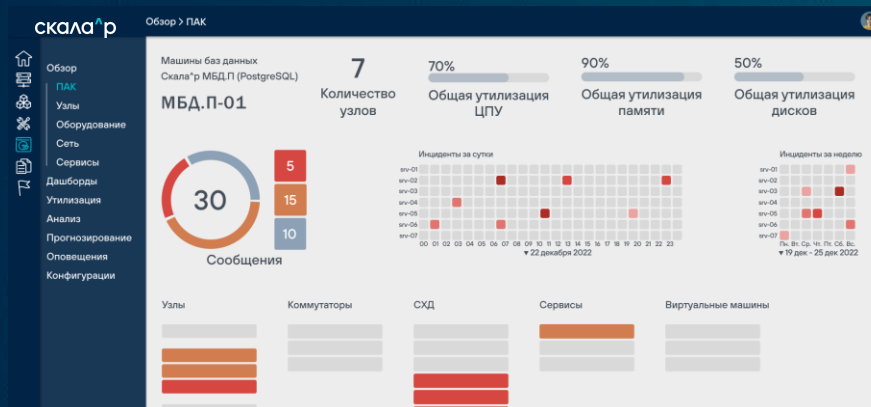 скала^р
Обзор > ПАК
Обзор
ПАК
Узлы
Оборудование
Сеть
Сервисы
Дашборды
Утилизация
Анализ
Прогнозирование
Оповещения
Конфигурации
Машины баз данных
Скала^р МБД.П (PostgreSQL)
МБД.П-01
7
Количество
узлов
70%
Общая утилизация
ЦПУ
90%
Общая утилизация
памяти
50%
Общая утилизация
дисков
30
5
15
10
Сообщения
Инциденты за сутки
srv-01
srv-02
srv-03
srv-04
srv-05
srv-06
srv-07
00 01 02 03 04 05 06 07 08 09 10 11 12 13 14 15 16 17 18 19 20 21 22 23
▾ 22 декабря 2022
Инциденты за неделю
srv-01
srv-02
srv-03
srv-04
srv-05
srv-06
srv-07
Пн. Вт. Ср. Чт. Пт. Сб. Вс.
▾ 19 дек - 25 дек 2022
Узлы
Коммутаторы
СХД
Сервисы
Виртуальные машины